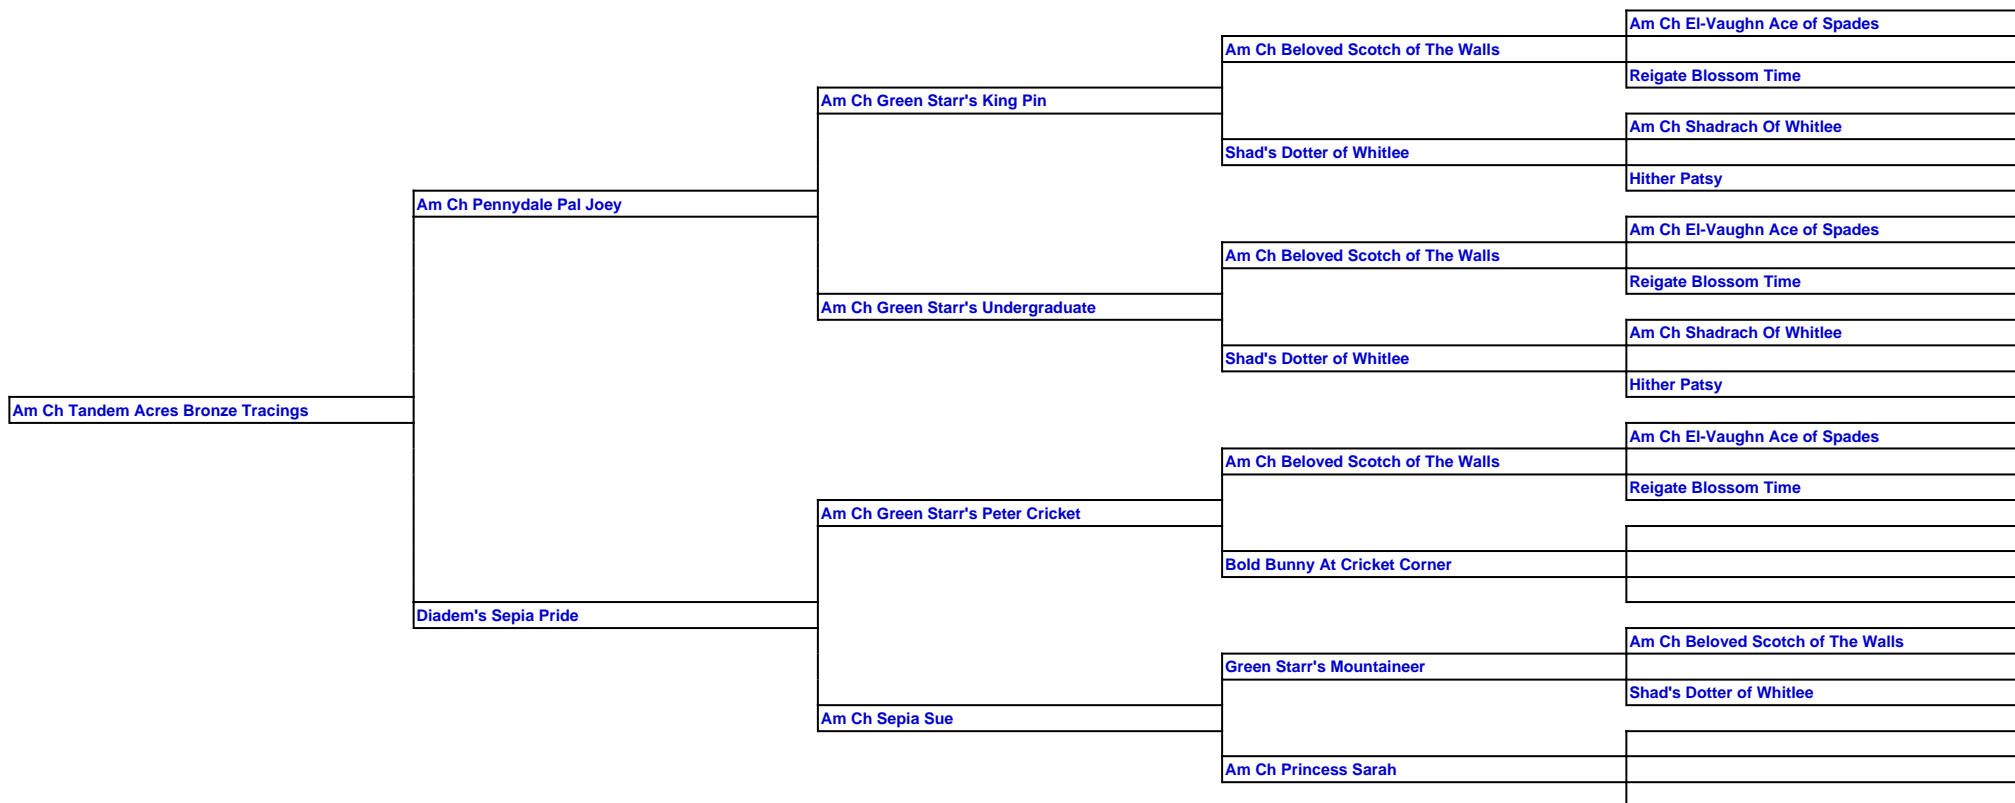 Am Ch El-Vaughn Ace of Spades
Am Ch Beloved Scotch of The Walls
Reigate Blossom Time
Am Ch Green Starr's King Pin
Am Ch Shadrach Of Whitlee
Shad's Dotter of Whitlee
Hither Patsy
Am Ch Pennydale Pal Joey
Am Ch El-Vaughn Ace of Spades
Am Ch Beloved Scotch of The Walls
Reigate Blossom Time
Am Ch Green Starr's Undergraduate
Am Ch Shadrach Of Whitlee
Shad's Dotter of Whitlee
Hither Patsy
Am Ch Tandem Acres Bronze Tracings
Am Ch El-Vaughn Ace of Spades
Am Ch Beloved Scotch of The Walls
Reigate Blossom Time
Am Ch Green Starr's Peter Cricket
Bold Bunny At Cricket Corner
Diadem's Sepia Pride
Am Ch Beloved Scotch of The Walls
Green Starr's Mountaineer
Shad's Dotter of Whitlee
Am Ch Sepia Sue
Am Ch Princess Sarah